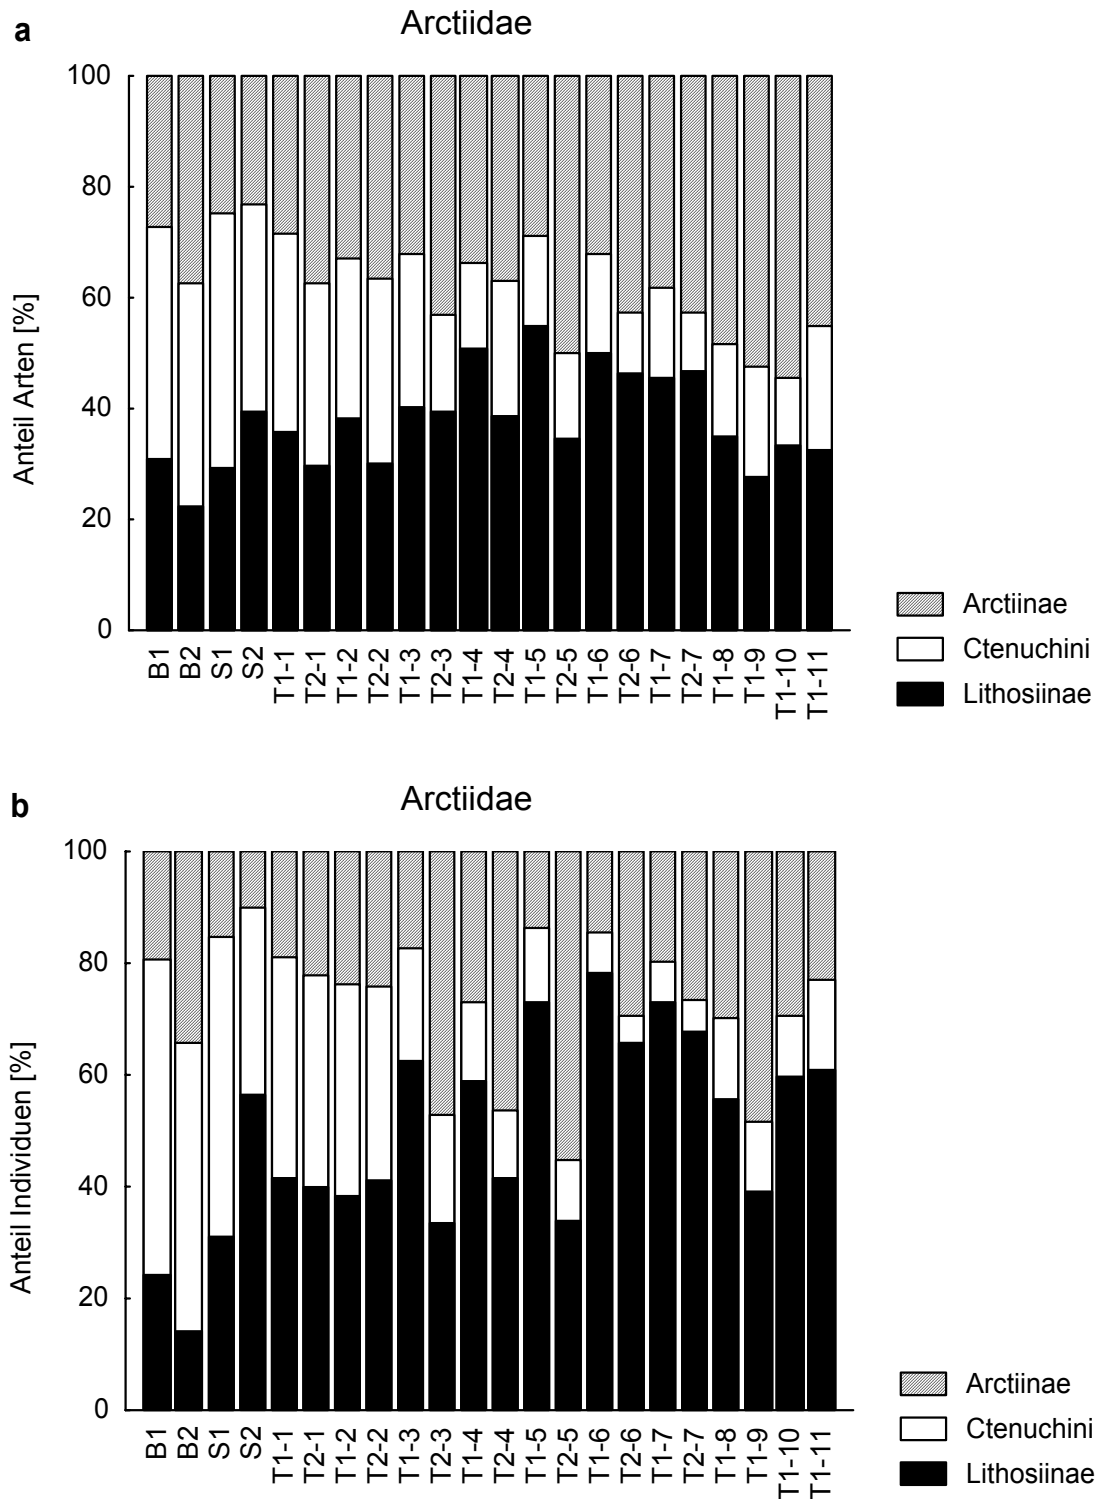 a
Arctiidae
Anteil Arten [%]
100
80
60
40
20
0
B1
B2
S1
S2
T1-1
T2-1
T1-2
T2-2
T1-3
T2-3
T1-4
T2-4
T1-5
T2-5
T1-6
T2-6
T1-7
T2-7
T1-8
T1-9
T1-10
T1-11
Arctiinae
Ctenuchini
Lithosiinae
b
Arctiidae
Anteil Individuen [%]
100
80
60
40
20
0
B1
B2
S1
S2
T1-1
T2-1
T1-2
T2-2
T1-3
T2-3
T1-4
T2-4
T1-5
T2-5
T1-6
T2-6
T1-7
T2-7
T1-8
T1-9
T1-10
T1-11
Arctiinae
Ctenuchini
Lithosiinae